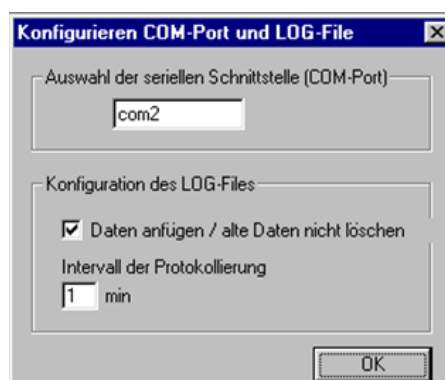 Konfigurieren COM-Port und LOG-File
Auswahl der seriellen Schnittstelle (COM-Port)
com2
Konfiguration des LOG-Files
Daten anfügen / alte Daten nicht löschen
Intervall der Protokollierung
1 min
OK